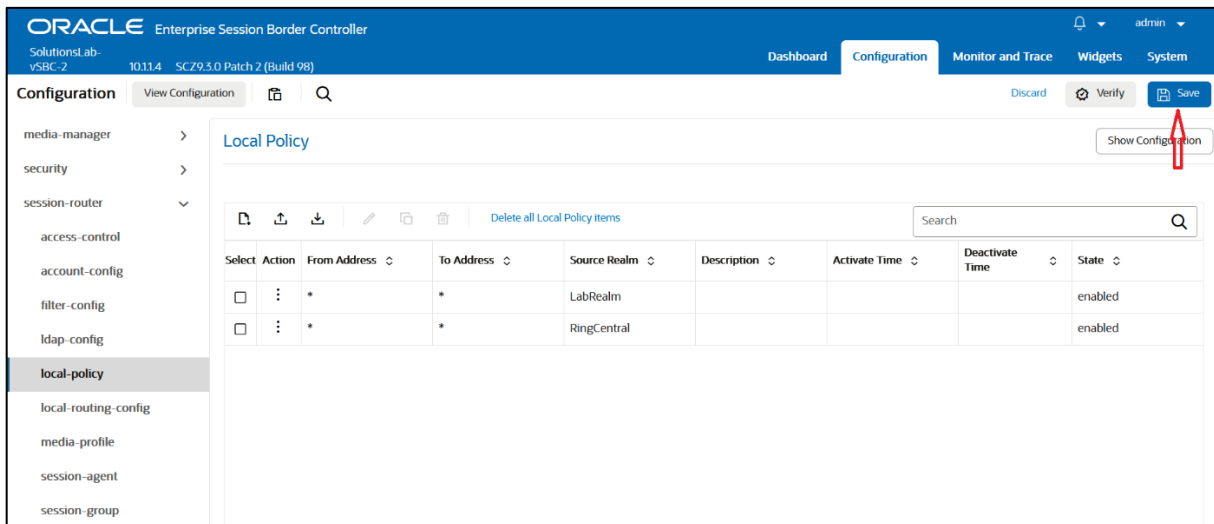 ORACLE Enterprise Session Border Controller
admin
SolutionsLab-
vSBC-2 10.1.1.4 SCZ9.3.0 Patch 2 (Build 98)
Dashboard Configuration Monitor and Trace Widgets System
Configuration View Configuration Discard Verify Save
media-manager
security
session-router
access-control
account-config
filter-config
ldap-config
local-policy
local-routing-config
media-profile
session-agent
session-group
Local Policy
Show Configuration
Delete all Local Policy items Search
Select Action From Address To Address Source Realm Description Activate Time Deactivate Time State
* * LabRealm enabled
* * RingCentral enabled